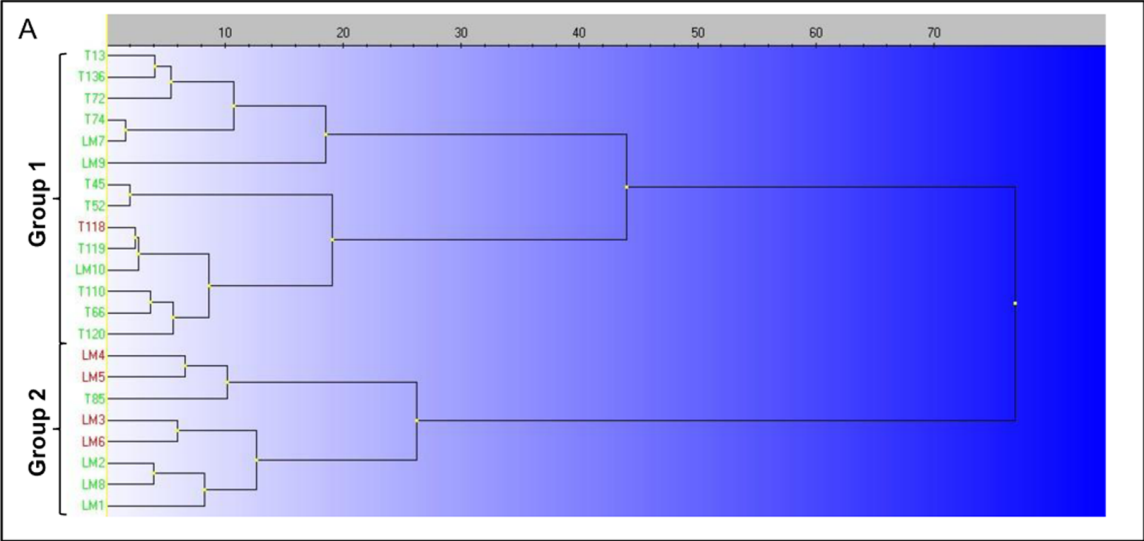 A
10 20 30 40 50 60 70
Group 1
T13
T136
T72
T74
LM7
LM9
T45
T52
T118
T119
LM10
T110
T66
T120
Group 2
LM4
LM5
T85
LM3
LM6
LM2
LM8
LM1